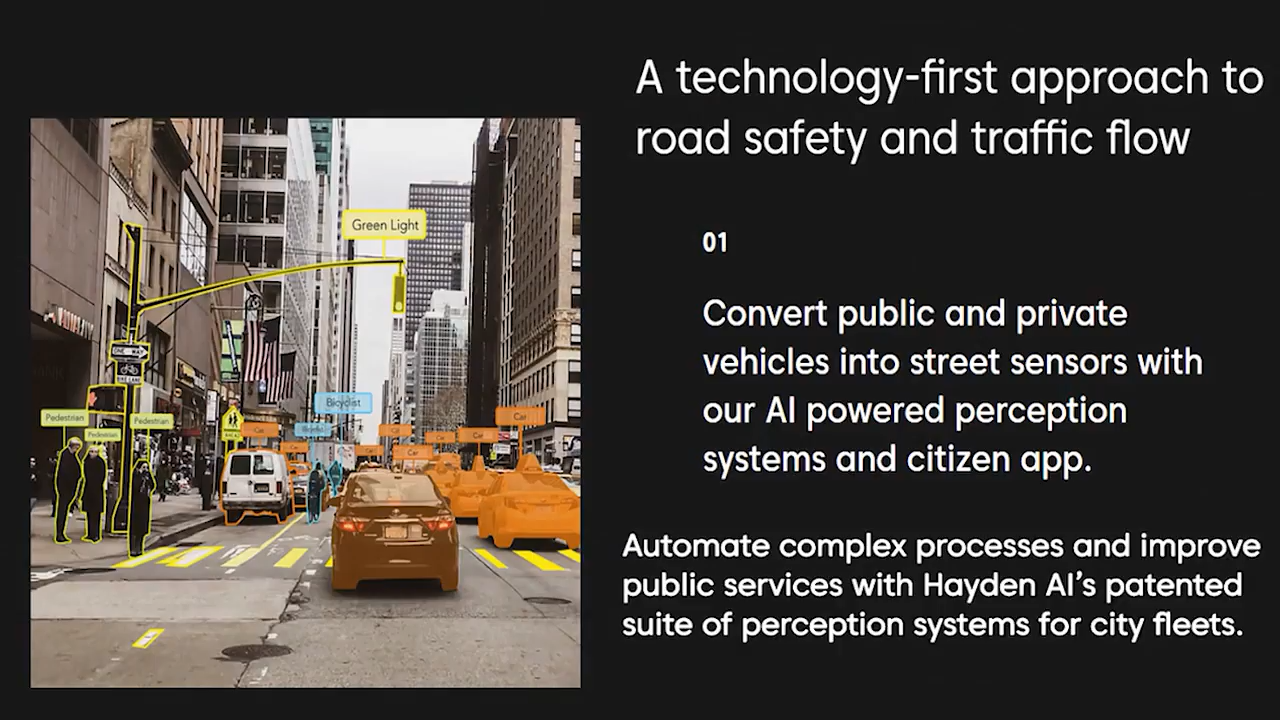 A technology-first approach to
road safety and traffic flow
01
Convert public and private
vehicles into street sensors with
our AI powered perception
systems and citizen app.
Automate complex processes and improve
public services with Hayden AI's patented
suite of perception systems for city fleets.
Green Light
ONE WAY
Bicyclist
Pedestrian
Pedestrian
Pedestrian
Car
Car
Car
Car
Car
Car